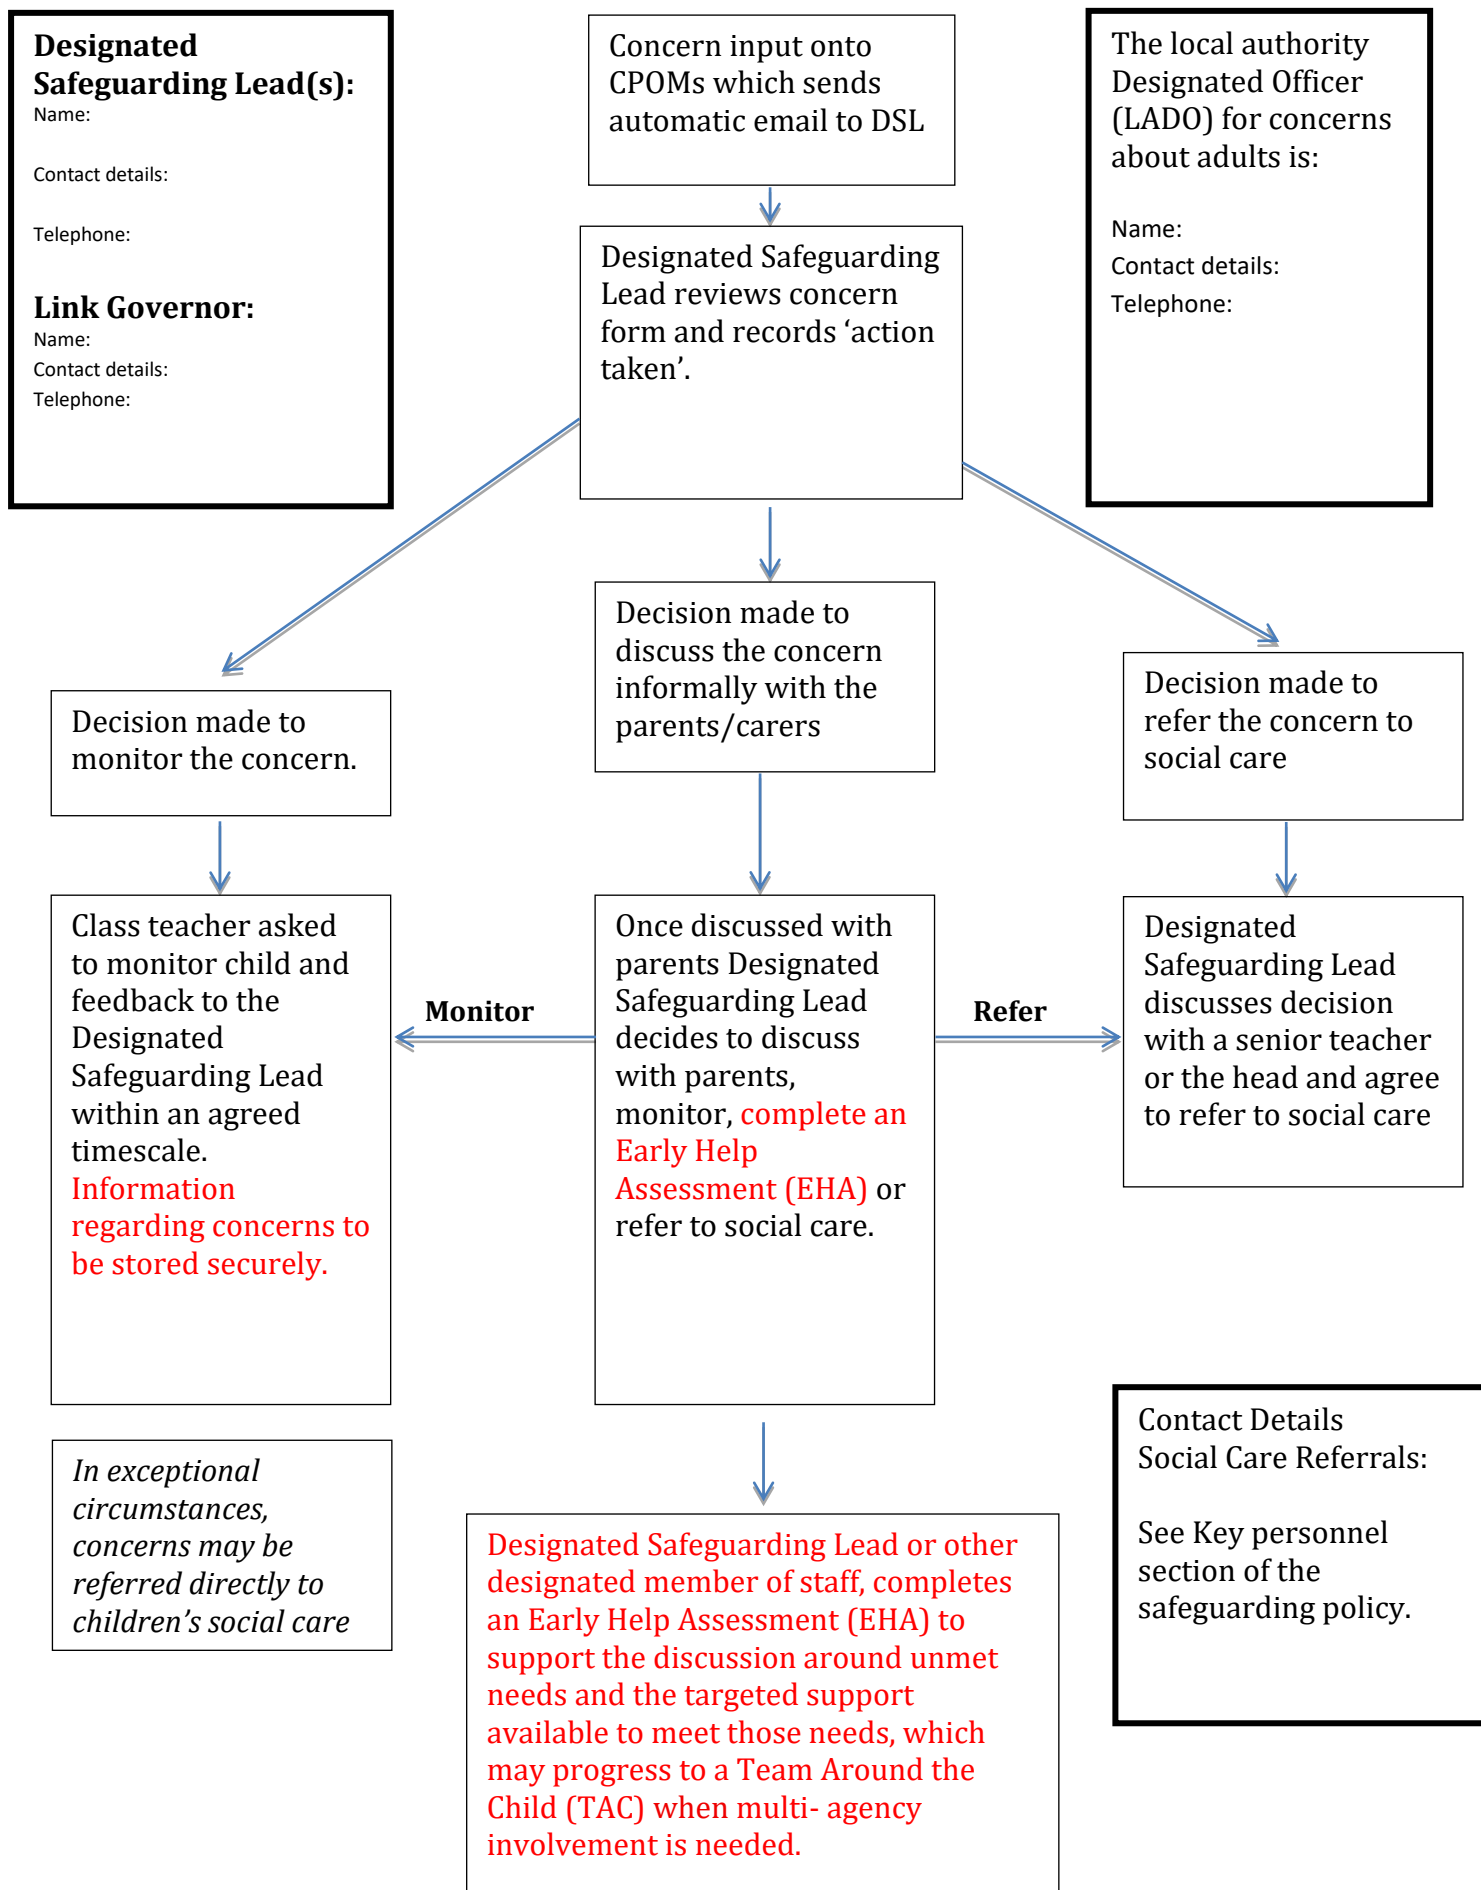 Designated
Safeguarding Lead(s):
Name:
Contact details:
Telephone:
Link Governor:
Name:
Contact details:
Telephone:
Concern input onto
CPOMs which sends
automatic email to DSL
The local authority
Designated Officer
(LADO) for concerns
about adults is:
Name:
Contact details:
Telephone:
Designated Safeguarding
Lead reviews concern
form and records ‘action
taken’.
Decision made to
monitor the concern.
Decision made to
discuss the concern
informally with the
parents/carers
Decision made to
refer the concern to
social care
Class teacher asked
to monitor child and
feedback to the
Designated
Safeguarding Lead
within an agreed
timescale.
Information
regarding concerns to
be stored securely.
Monitor
Once discussed with
parents Designated
Safeguarding Lead
decides to discuss
with parents,
monitor, complete an
Early Help
Assessment (EHA) or
refer to social care.
Refer
Designated
Safeguarding Lead
discusses decision
with a senior teacher
or the head and agree
to refer to social care
In exceptional
circumstances,
concerns may be
referred directly to
children’s social care
Designated Safeguarding Lead or other
designated member of staff, completes
an Early Help Assessment (EHA) to
support the discussion around unmet
needs and the targeted support
available to meet those needs, which
may progress to a Team Around the
Child (TAC) when multi- agency
involvement is needed.
Contact Details
Social Care Referrals:
See Key personnel
section of the
safeguarding policy.